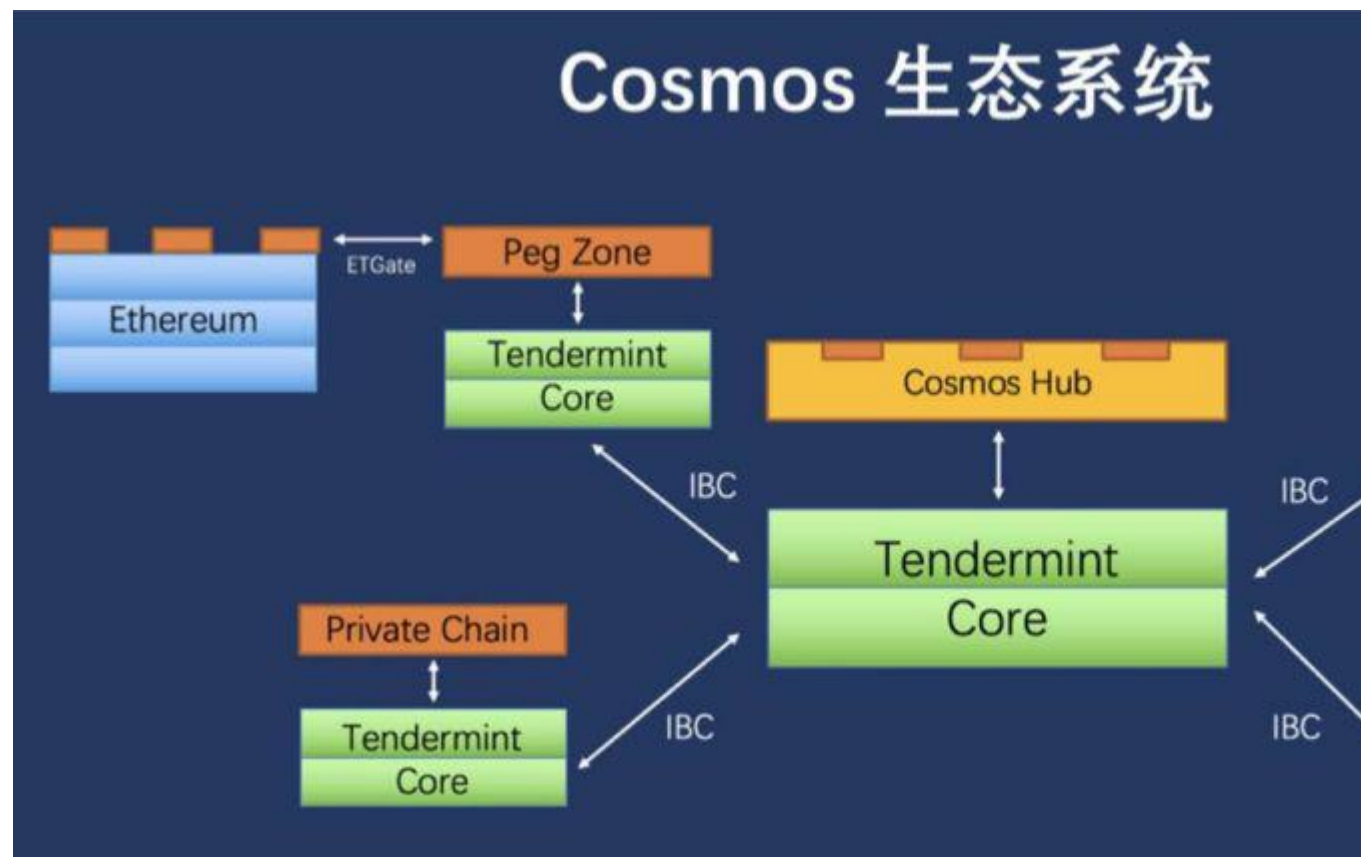 Cosmos 生态系统
ETGate
Peg Zone
Ethereum
Tendermint
Core
Cosmos Hub
IBC
IBC
Tendermint
Core
Private Chain
Tendermint
Core
IBC
IBC